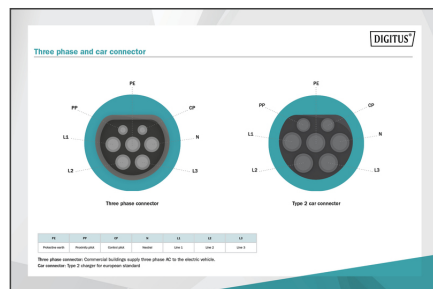 DIGITUS®
Three phase and car connector
PE
PP
CP
L1
N
L2
L3
Three phase connector
PE
PP
CP
L1
N
L2
L3
Type 2 car connector
PE PP CP N L1 L2 L3
Protective earth Proximity pilot Control pilot Neutral Line 1 Line 2 Line 3
Three phase connector: Commercial buildings supply three phase AC to the electric vehicle.
Car connector: Type 2 charger for european standard